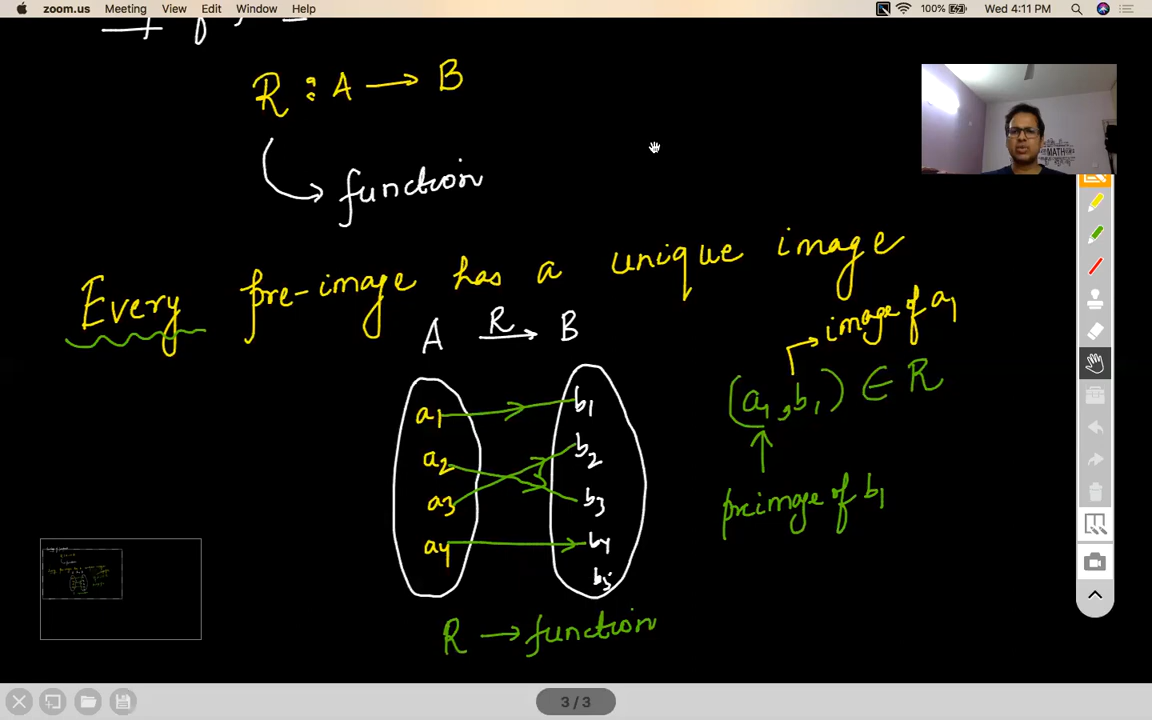 zoom.us Meeting View Edit Window Help 100% Wed 4:11 PM
R : A → B
function
Every pre-image has a unique image
A R→ B
image of a1
(a1, b1) ∈ R
preimage of b1
a1 b1
a2 b2
a3 b3
a4 b4
b5
R → function
MATH
3 / 3